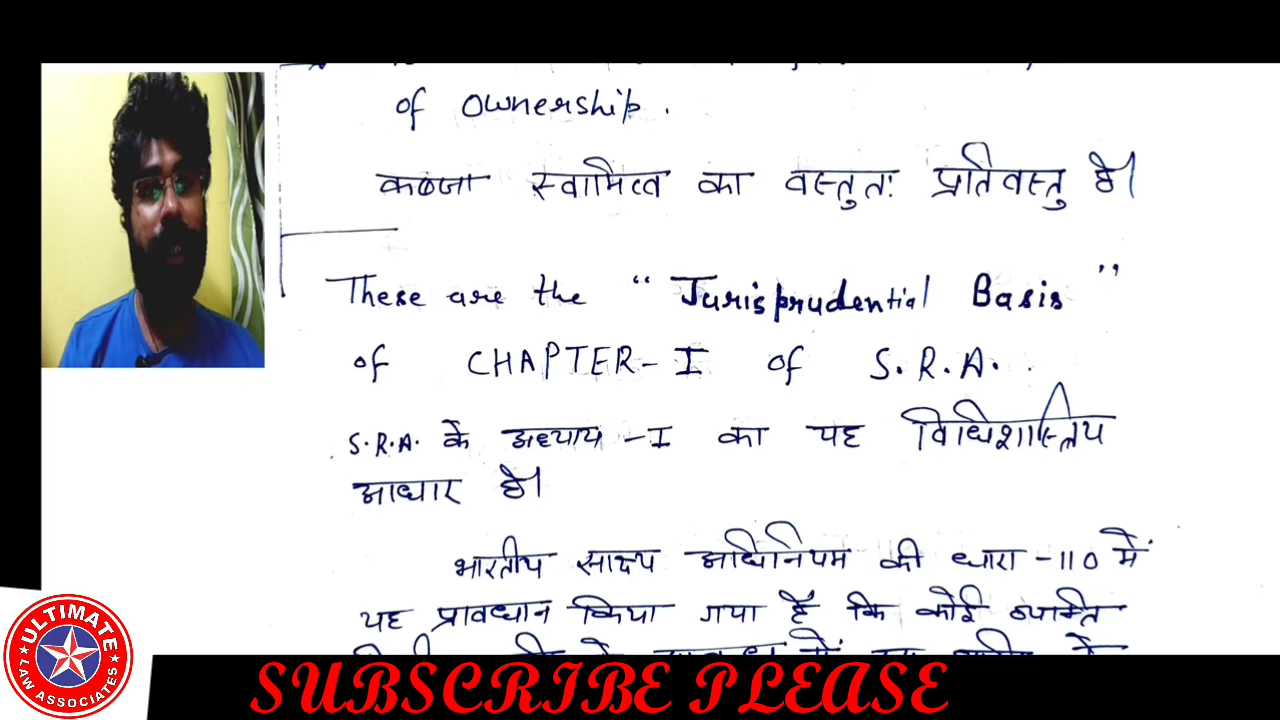 of Ownership.
कब्जा स्वामित्व का वस्तुतः प्रतिवस्तु है।
These are the “Jurisprudential Basis”
of CHAPTER-I of S.R.A.
S.R.A. के अध्याय -I का यह विधिशास्त्रिय
आधार है।
भारतीय साक्ष्य अधिनियम की धारा -110 में
यह प्रावधान किया गया है कि कोई व्यक्ति
ULTIMATE
LAW ASSOCIATES
SUBSCRIBE PLEASE